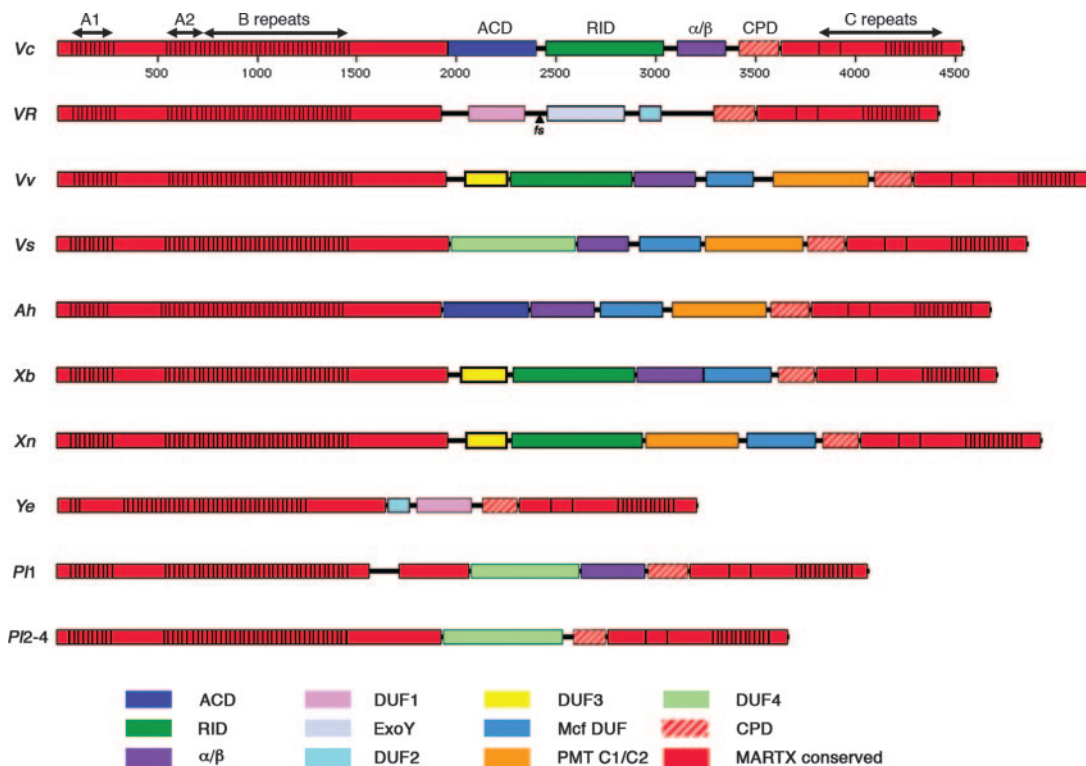 A1 A2 B repeats ACD RID α/β CPD C repeats
Vc
500 1000 1500 2000 2500 3000 3500 4000 4500
VR
fs
Vv
Vs
Ah
Xb
Xn
Ye
Pl1
Pl2-4
ACD DUF1 DUF3 DUF4
RID ExoY Mcf DUF CPD
α/β DUF2 PMT C1/C2 MARTX conserved